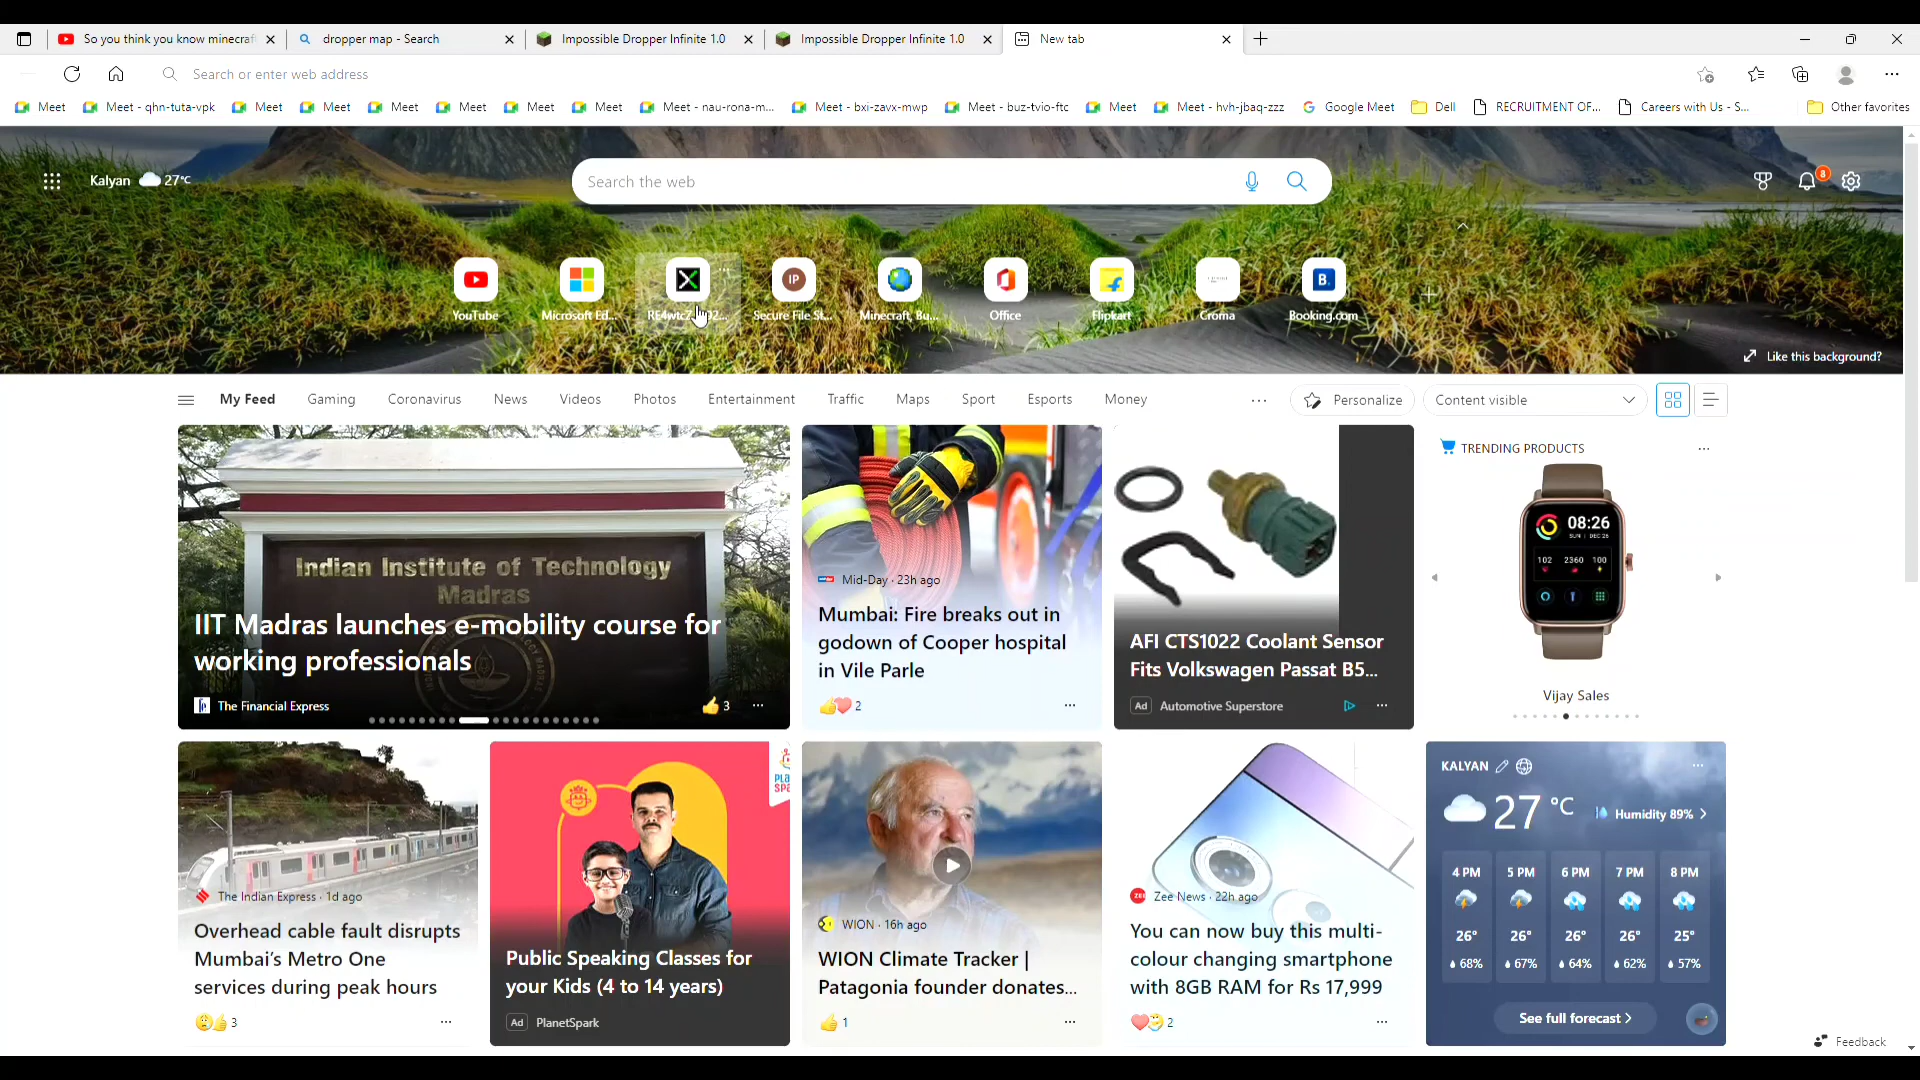 So you think you know minecraf
dropper map - Search
Impossible Dropper Infinite 1.0
Impossible Dropper Infinite 1.0
New tab
Search or enter web address
Meet
Meet - qhn-tuta-vpk
Meet
Meet
Meet
Meet
Meet
Meet
Meet - nau-rona-m...
Meet - bxi-zavx-mwp
Meet - buz-tvio-ftc
Meet
Meet - hvh-jbaq-zzz
Google Meet
Dell
RECRUITMENT OF...
Careers with Us - S...
Other favorites
Kalyan 27°C
Search the web
8
YouTube
Microsoft Ed...
IP
Secure File St...
Minecraft, Bu...
Office
Flipkart
Croma
B.
Booking.com
Like this background?
My Feed
Gaming
Coronavirus
News
Videos
Photos
Entertainment
Traffic
Maps
Sport
Esports
Money
Personalize
Content visible
Indian Institute of Technology
Madras
IIT Madras launches e-mobility course for
working professionals
The Financial Express
3
Mid-Day · 23h ago
Mumbai: Fire breaks out in
godown of Cooper hospital
in Vile Parle
2
AFI CTS1022 Coolant Sensor
Fits Volkswagen Passat B5...
Ad Automotive Superstore
TRENDING PRODUCTS
08:26
SUN | DEC 26
102 2360 100
Vijay Sales
The Indian Express · 1d ago
Overhead cable fault disrupts
Mumbai's Metro One
services during peak hours
3
Public Speaking Classes for
your Kids (4 to 14 years)
Ad PlanetSpark
WION · 16h ago
WION Climate Tracker |
Patagonia founder donates...
1
ZEE Zee News · 22h ago
You can now buy this multi-
colour changing smartphone
with 8GB RAM for Rs 17,999
2
KALYAN
27 °C
Humidity 89%
4 PM 5 PM 6 PM 7 PM 8 PM
26° 26° 26° 26° 25°
68% 67% 64% 62% 57%
See full forecast
Feedback